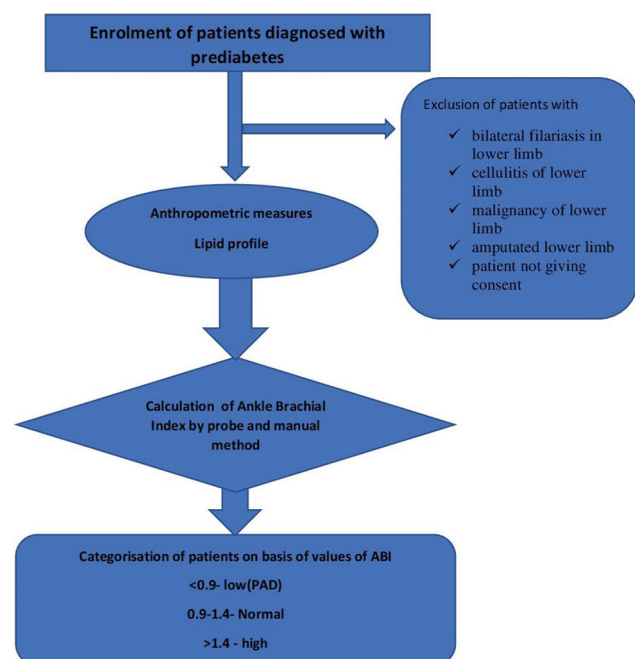 Enrolment of patients diagnosed with
prediabetes
Exclusion of patients with
✓ bilateral filariasis in
lower limb
✓ cellulitis of lower
limb
✓ malignancy of lower
limb
✓ amputated lower limb
✓ patient not giving
consent
Anthropometric measures
Lipid profile
Calculation of Ankle Brachial
Index by probe and manual
method
Categorisation of patients on basis of values of ABI
<0.9- low(PAD)
0.9-1.4- Normal
>1.4 - high